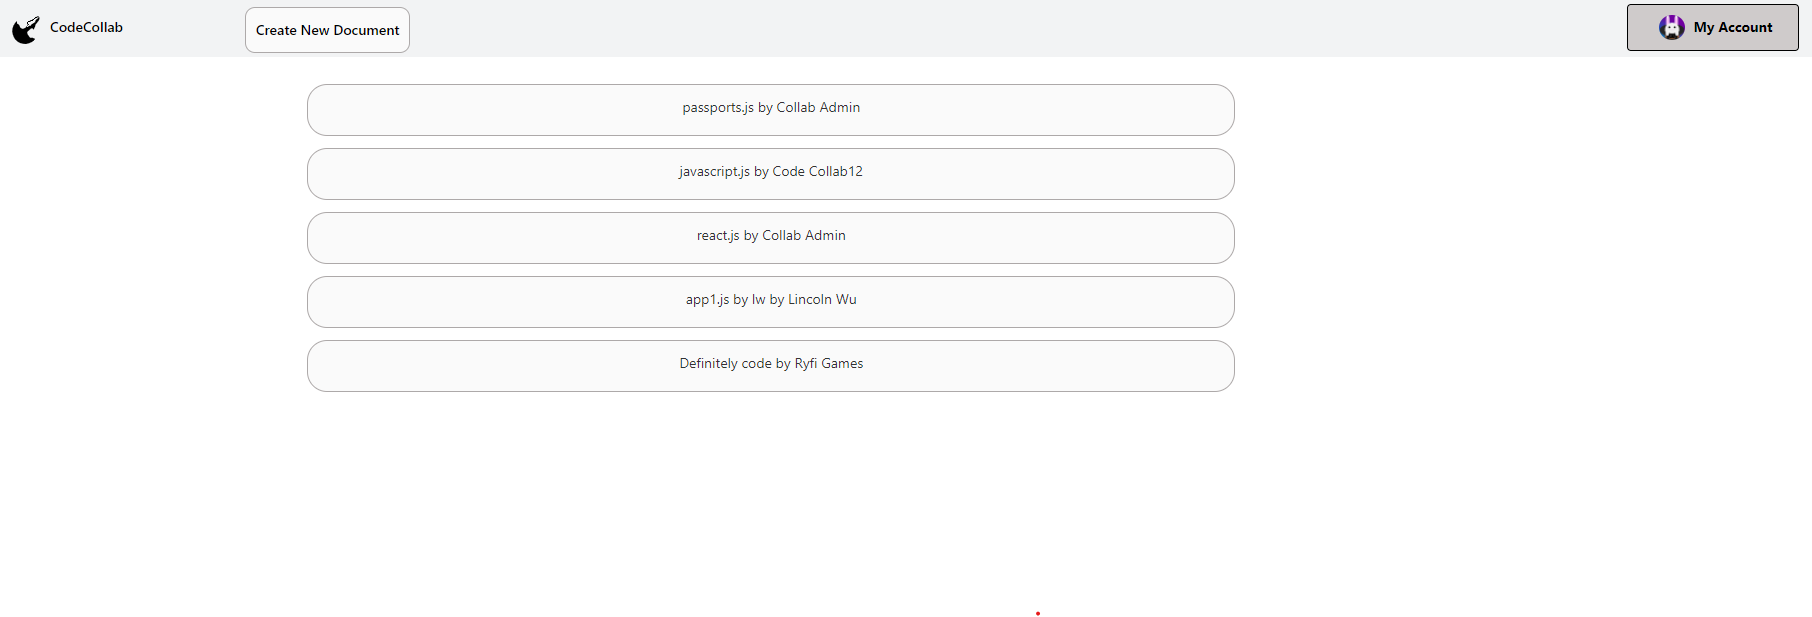 CodeCollab
Create New Document
My Account
passports.js by Collab Admin
javascript.js by Code Collab12
react.js by Collab Admin
app1.js by lw by Lincoln Wu
Definitely code by Ryfi Games